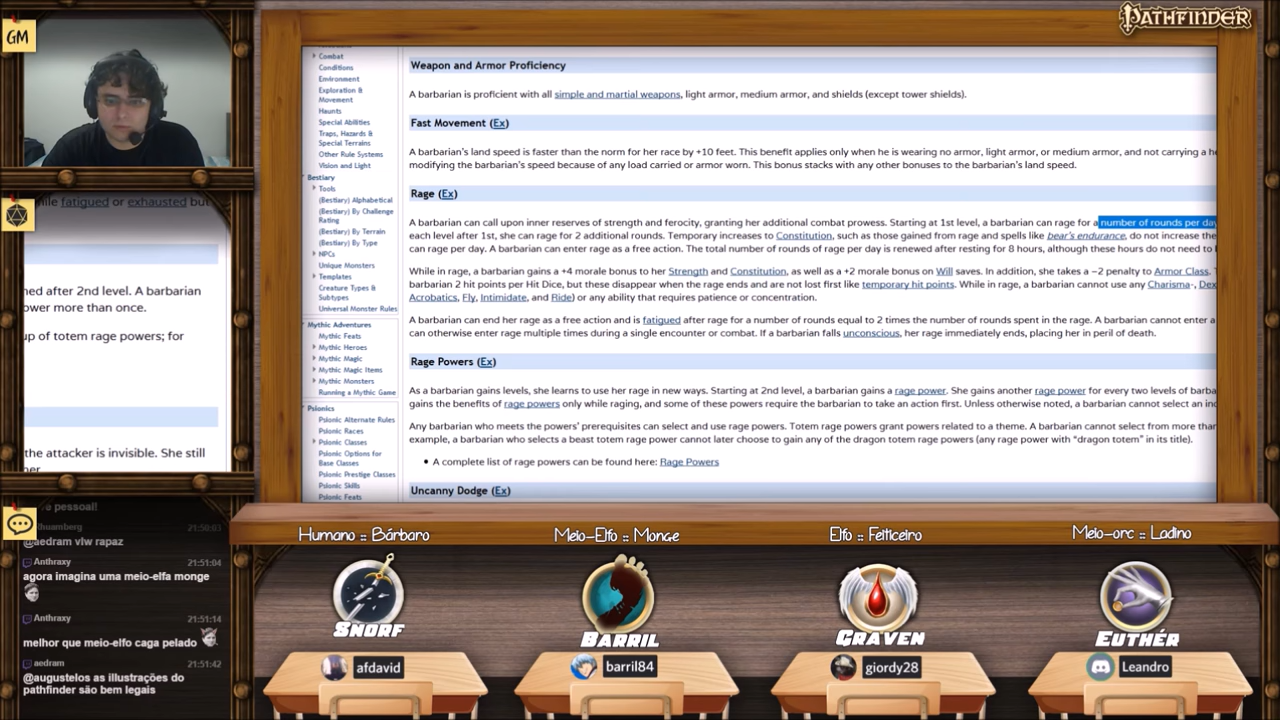 GM
PATHFINDER
Combat
Conditions
Environment
Exploration &
Movement
Haunts
Special Abilities
Traps, Hazards &
Special Terrains
Other Rule Systems
Vision and Light
Bestiary
Tools
(Bestiary) Alphabetical
(Bestiary) By Challenge
Rating
(Bestiary) By Terrain
(Bestiary) By Type
NPCs
Unique Monsters
Templates
Creature Types &
Subtypes
Universal Monster Rules
Mythic Adventures
Mythic Feats
Mythic Heroes
Mythic Magic
Mythic Magic Items
Mythic Monsters
Running a Mythic Game
Psionics
Psionic Alternate Rules
Psionic Races
Psionic Classes
Psionic Options for
Base Classes
Psionic Prestige Classes
Psionic Skills
Psionic Feats
Weapon and Armor Proficiency
A barbarian is proficient with all simple and martial weapons, light armor, medium armor, and shields (except tower shields).
Fast Movement (Ex)
A barbarian's land speed is faster than the norm for her race by +10 feet. This benefit applies only when he is wearing no armor, light armor, or medium armor, and not carrying a he
modifying the barbarian's speed because of any load carried or armor worn. This bonus stacks with any other bonuses to the barbarian's land speed.
Rage (Ex)
A barbarian can call upon inner reserves of strength and ferocity, granting her additional combat prowess. Starting at 1st level, a barbarian can rage for a number of rounds per day
each level after 1st, she can rage for 2 additional rounds. Temporary increases to Constitution, such as those gained from rage and spells like bear's endurance, do not increase the
can rage per day. A barbarian can enter rage as a free action. The total number of rounds of rage per day is renewed after resting for 8 hours, although these hours do not need to
While in rage, a barbarian gains a +4 morale bonus to her Strength and Constitution, as well as a +2 morale bonus on Will saves. In addition, she takes a –2 penalty to Armor Class.
barbarian 2 hit points per Hit Dice, but these disappear when the rage ends and are not lost first like temporary hit points. While in rage, a barbarian cannot use any Charisma-, Dex
Acrobatics, Fly, Intimidate, and Ride) or any ability that requires patience or concentration.
A barbarian can end her rage as a free action and is fatigued after rage for a number of rounds equal to 2 times the number of rounds spent in the rage. A barbarian cannot enter a
can otherwise enter rage multiple times during a single encounter or combat. If a barbarian falls unconscious, her rage immediately ends, placing her in peril of death.
Rage Powers (Ex)
As a barbarian gains levels, she learns to use her rage in new ways. Starting at 2nd level, a barbarian gains a rage power. She gains another rage power for every two levels of barba
gains the benefits of rage powers only while raging, and some of these powers require the barbarian to take an action first. Unless otherwise noted, a barbarian cannot select an ind
Any barbarian who meets the powers' prerequisites can select and use rage powers. Totem rage powers grant powers related to a theme. A barbarian cannot select from more than
example, a barbarian who selects a beast totem rage power cannot later choose to gain any of the dragon totem rage powers (any rage power with "dragon totem" in its title).
• A complete list of rage powers can be found here: Rage Powers
Uncanny Dodge (Ex)
ile fatigued or exhausted but
ned after 2nd level. A barbarian
ower more than once.
up of totem rage powers; for
the attacker is invisible. She still
her
pessoal!
huamberg 21:50:03
@aedram vlw rapaz
Anthraxy 21:51:04
agora imagina uma meio-elfa monge
Anthraxy 21:51:14
melhor que meio-elfo caga pelado
aedram 21:51:42
@augustelos as illustrações do
pathfinder são bem legais
Humano :: Bárbaro
Meio-Elfo :: Monge
Elfo :: Feiticeiro
Meio-orc :: Ladino
SNORF
BARRIL
GRAVEN
EUTHÉR
afdavid
barril84
giordy28
Leandro